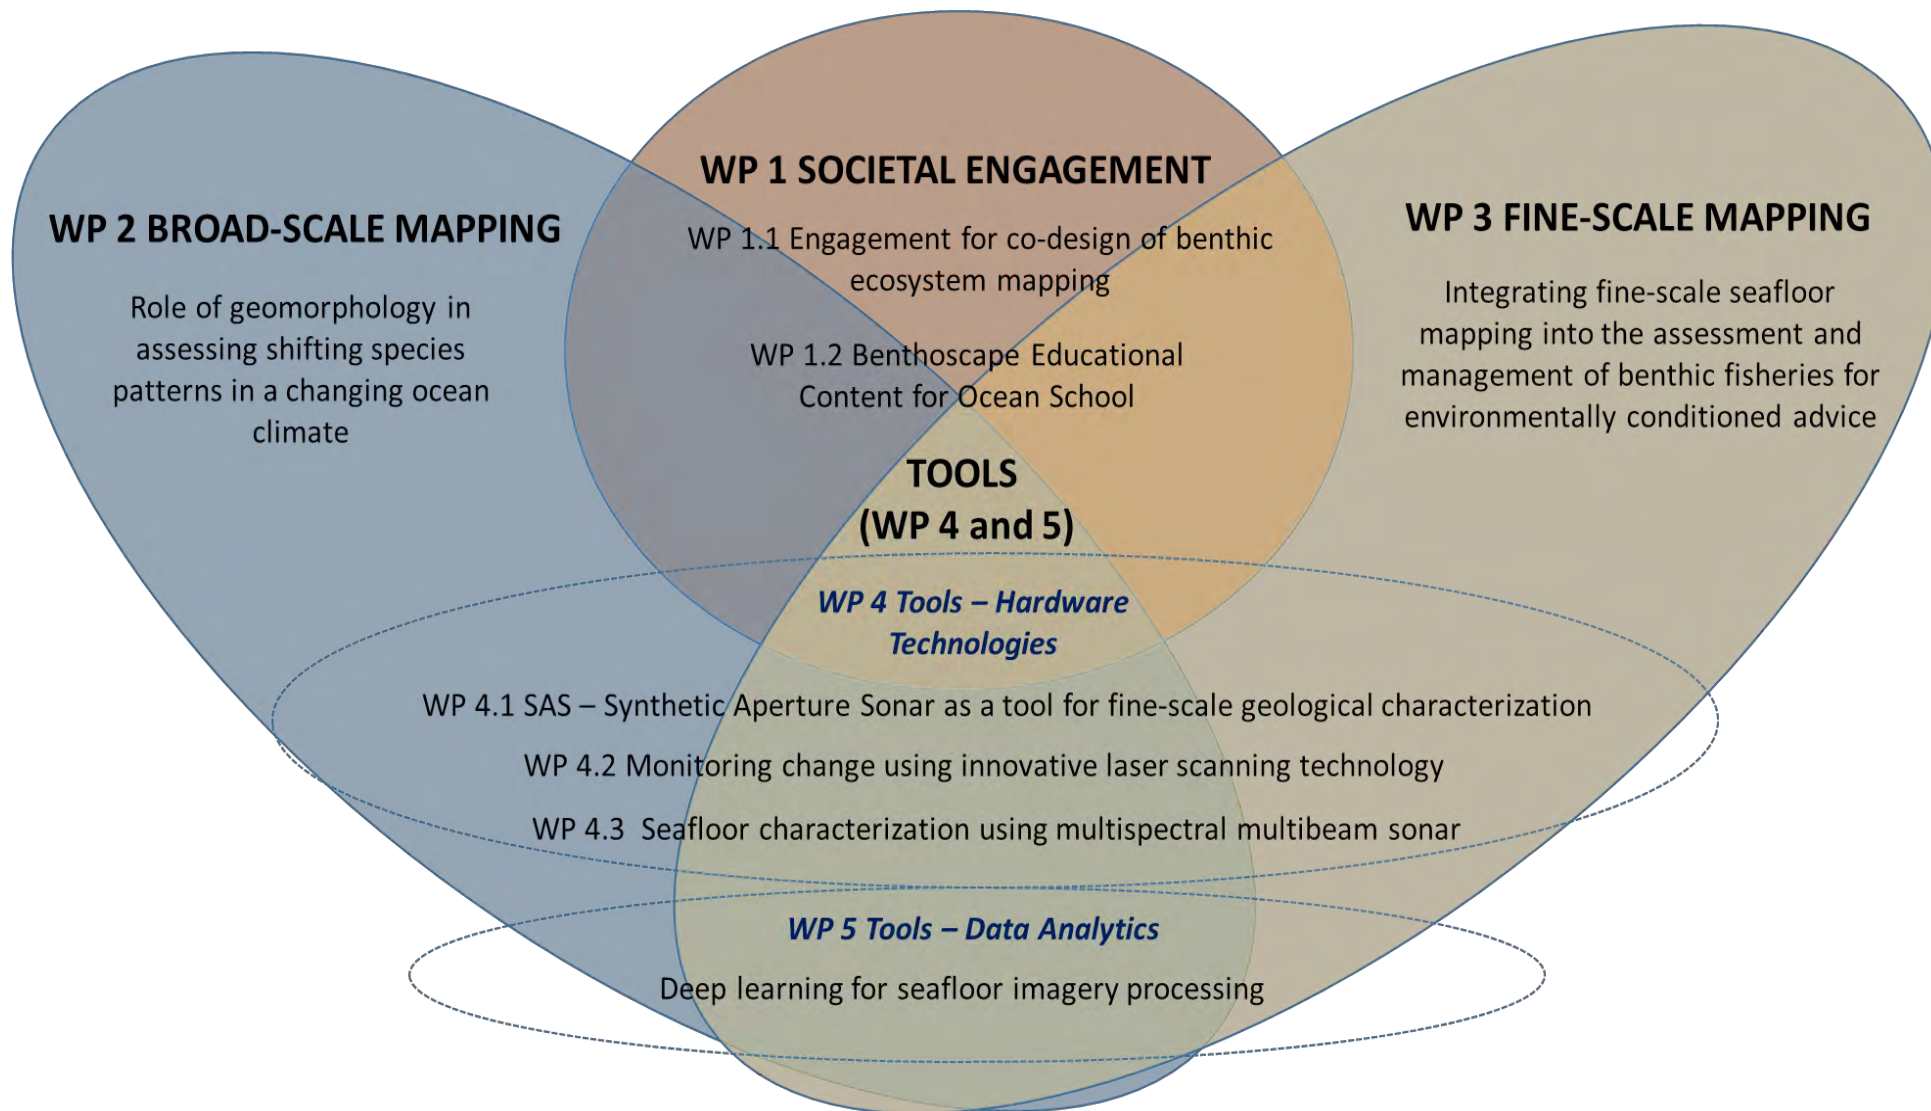 WP 1 SOCIETAL ENGAGEMENT
WP 1.1 Engagement for co-design of benthic
ecosystem mapping
WP 1.2 Benthoscape Educational
Content for Ocean School
WP 2 BROAD-SCALE MAPPING
Role of geomorphology in
assessing shifting species
patterns in a changing ocean
climate
WP 3 FINE-SCALE MAPPING
Integrating fine-scale seafloor
mapping into the assessment and
management of benthic fisheries for
environmentally conditioned advice
TOOLS
(WP 4 and 5)
WP 4 Tools – Hardware
Technologies
WP 4.1 SAS – Synthetic Aperture Sonar as a tool for fine-scale geological characterization
WP 4.2 Monitoring change using innovative laser scanning technology
WP 4.3 Seafloor characterization using multispectral multibeam sonar
WP 5 Tools – Data Analytics
Deep learning for seafloor imagery processing